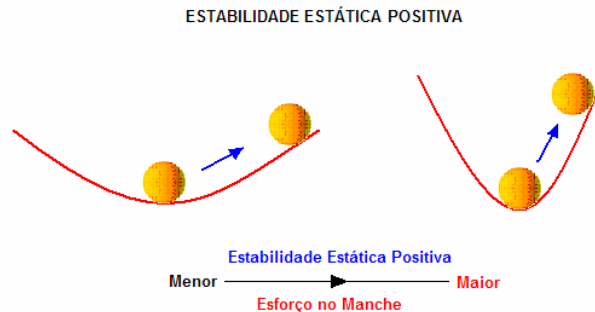 ESTABILIDADE ESTÁTICA POSITIVA
Estabilidade Estática Positiva
Menor
Maior
Esforço no Manche